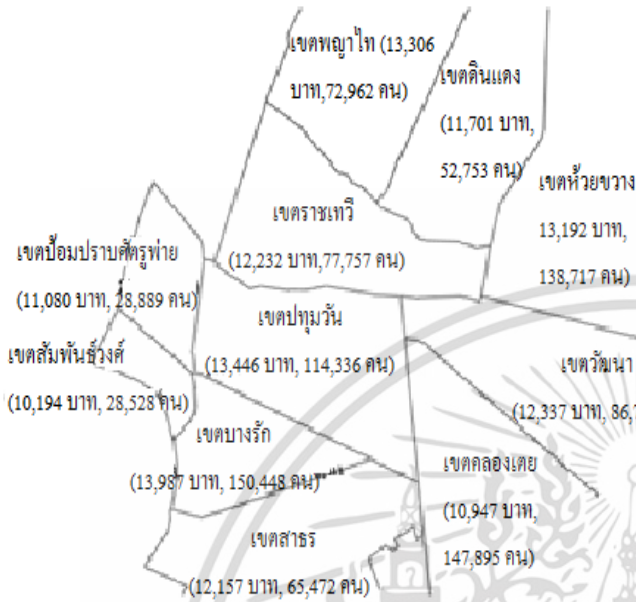 เขตพญาไท (13,306
บาท,72,962 คน)
เขตดินแดง
(11,701 บาท,
52,753 คน)
เขตห้วยขวาง
13,192 บาท,
138,717 คน)
เขตราชเทวี
(12,232 บาท,77,757 คน)
เขตป้อมปราบศัตรูพ่าย
(11,080 บาท, 28,889 คน)
เขตปทุมวัน
(13,446 บาท, 114,336 คน)
เขตสัมพันธ์วงศ์
(10,194 บาท, 28,528 คน)
เขตวัฒนา
(12,337 บาท, 86,
เขตบางรัก
(13,987 บาท, 150,448 คน)
เขตคลองเตย
(10,947 บาท,
147,895 คน)
เขตสาธร
(12,157 บาท, 65,472 คน)